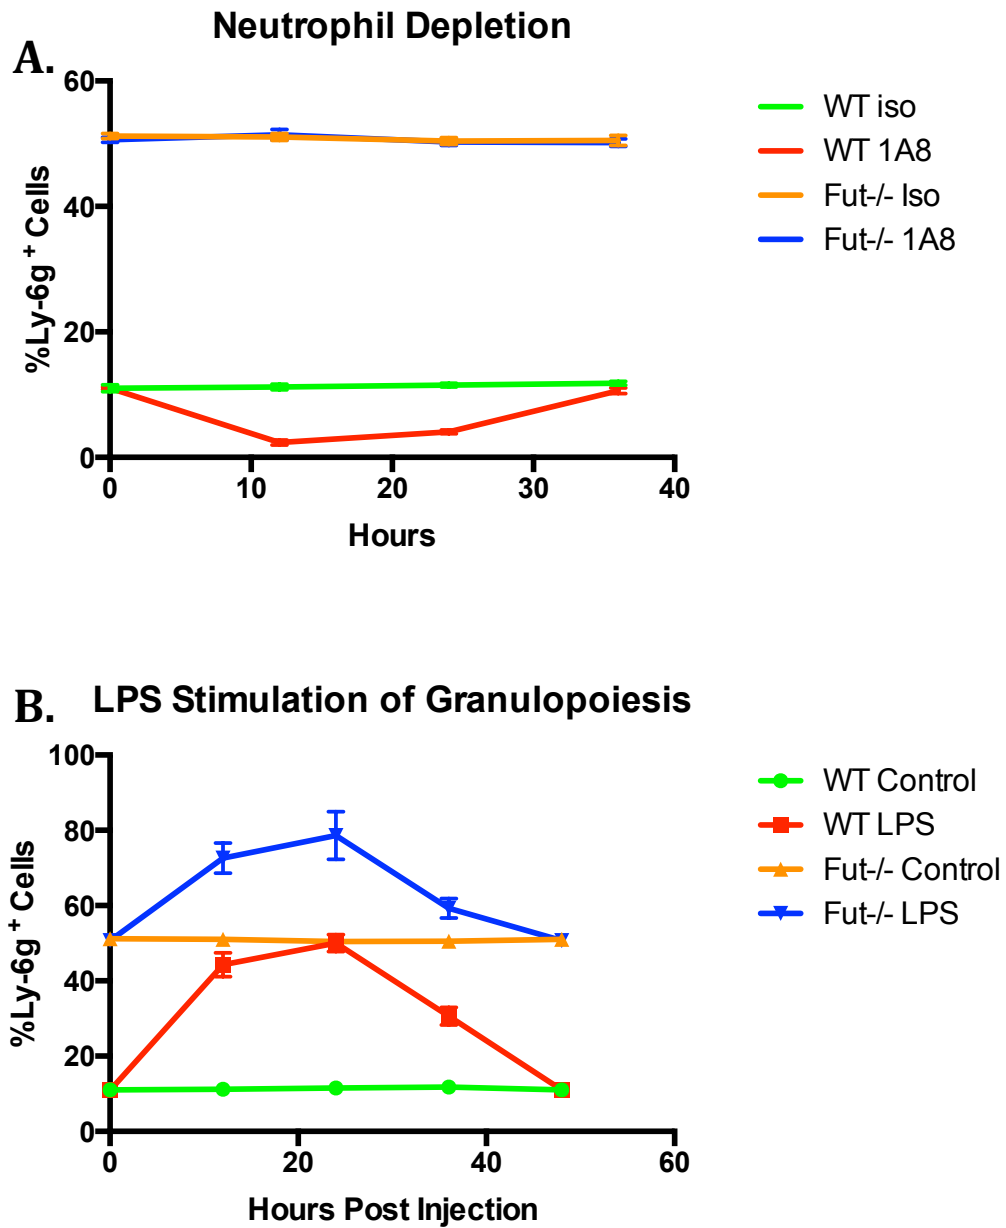 Neutrophil Depletion
A.
60
40
20
0
%Ly-6g+ Cells
0 10 20 30 40
Hours
WT iso
WT 1A8
Fut-/- Iso
Fut-/- 1A8
B. LPS Stimulation of Granulopoiesis
100
80
60
40
20
0
%Ly-6g+ Cells
0 20 40 60
Hours Post Injection
WT Control
WT LPS
Fut-/- Control
Fut-/- LPS